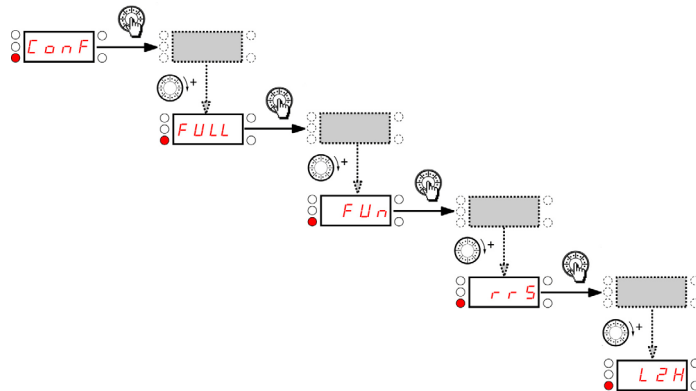 ConF
+
FULL
+
FUn
+
rrS
+
L2H